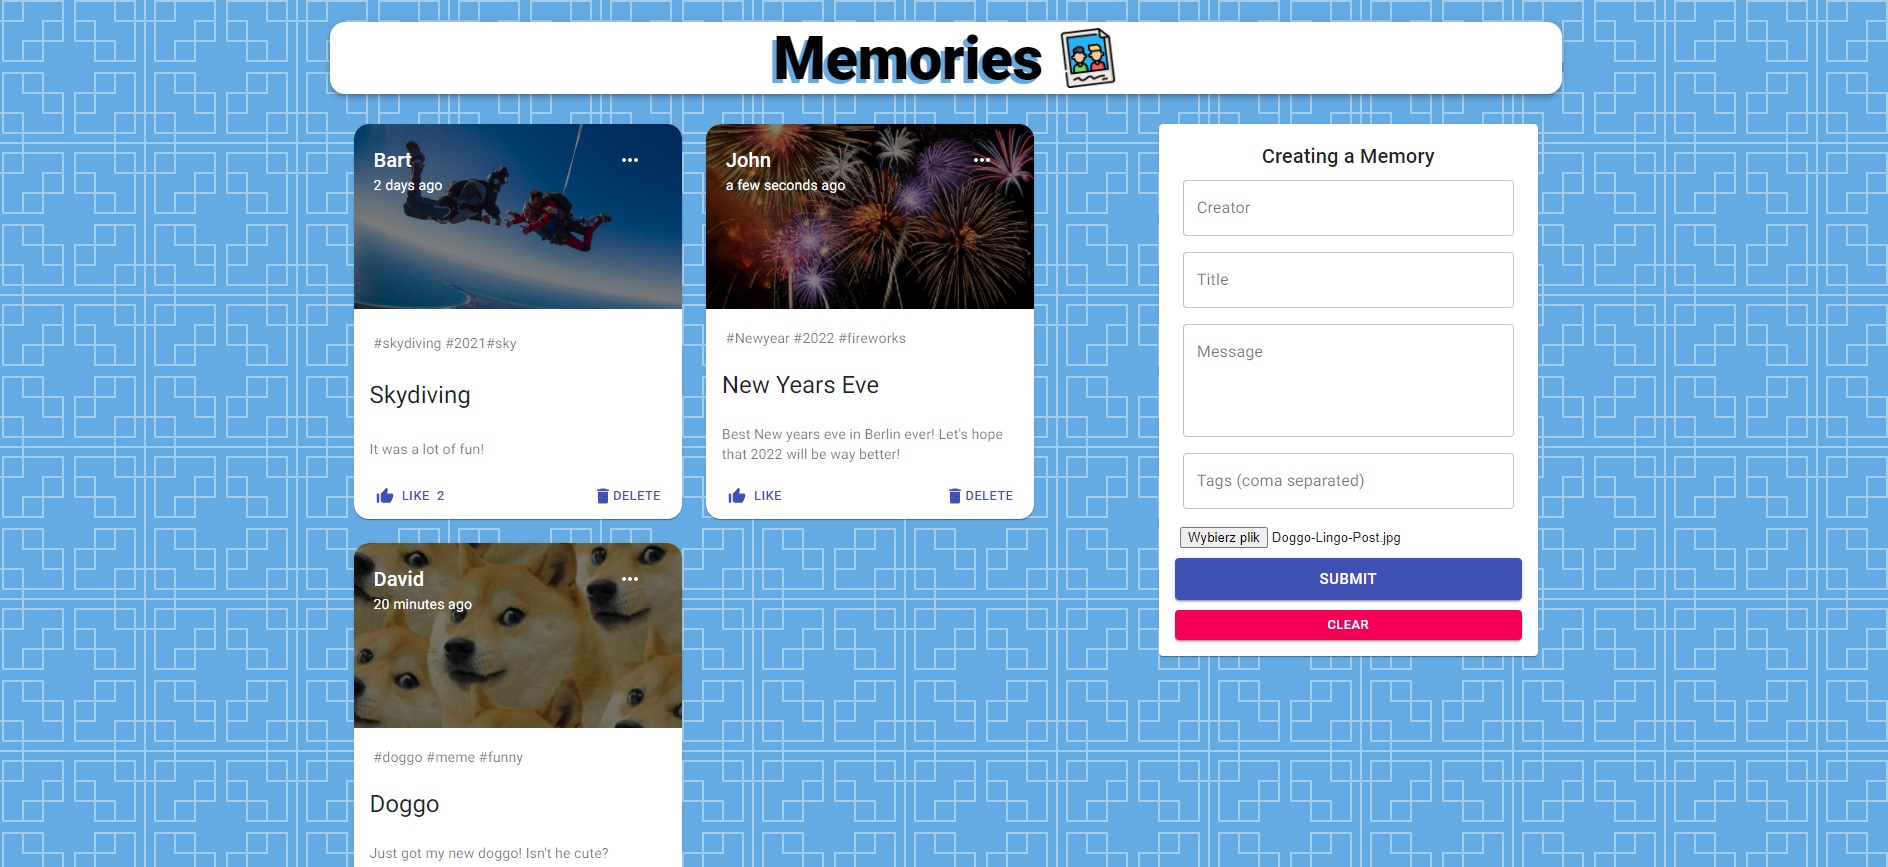 Memories
Bart
2 days ago
#skydiving #2021#sky
Skydiving
It was a lot of fun!
LIKE 2
DELETE
John
a few seconds ago
#Newyear #2022 #fireworks
New Years Eve
Best New years eve in Berlin ever! Let's hope
that 2022 will be way better!
LIKE
DELETE
David
20 minutes ago
#doggo #meme #funny
Doggo
Just got my new doggo! Isn't he cute?
Creating a Memory
Creator
Title
Message
Tags (coma separated)
Wybierz plik Doggo-Lingo-Post.jpg
SUBMIT
CLEAR